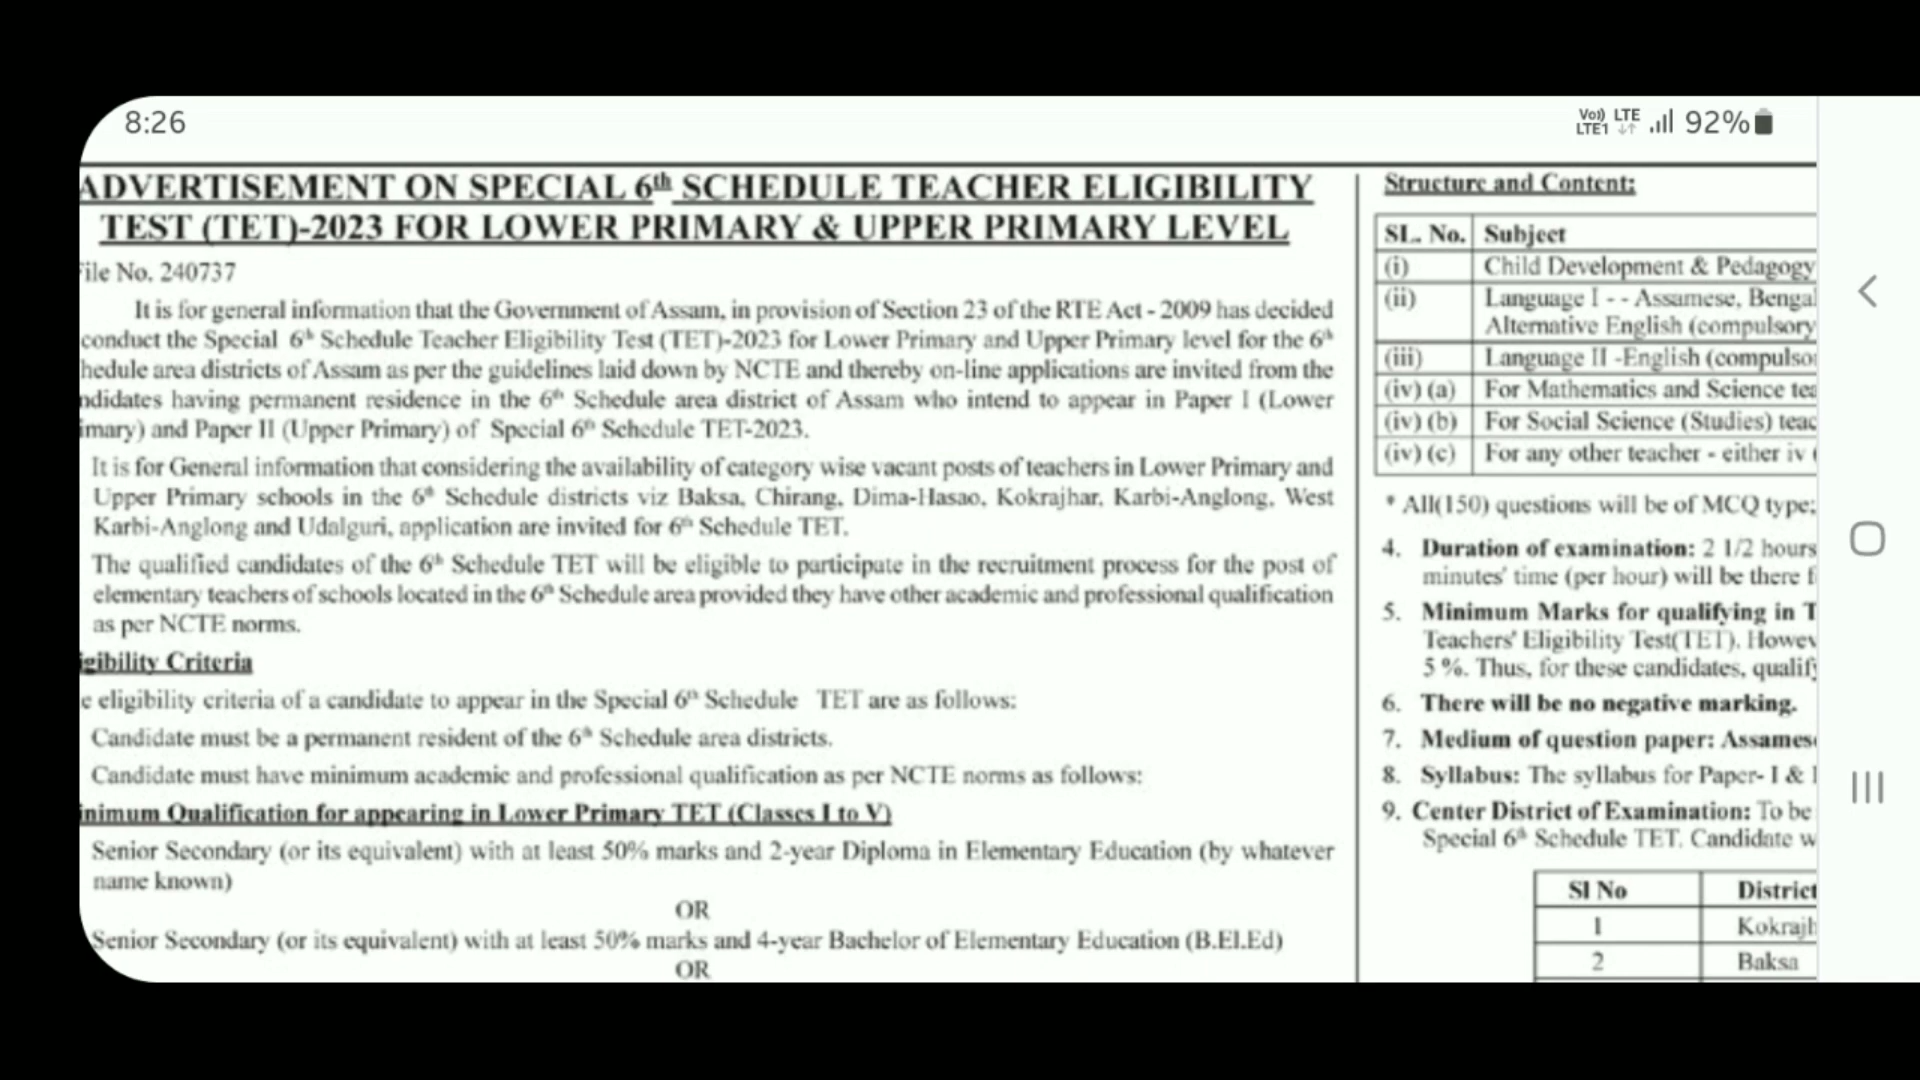 8:26
Vo)) LTE
LTE1
92%
ADVERTISEMENT ON SPECIAL 6th SCHEDULE TEACHER ELIGIBILITY
TEST (TET)-2023 FOR LOWER PRIMARY & UPPER PRIMARY LEVEL
ile No. 240737
It is for general information that the Government of Assam, in provision of Section 23 of the RTE Act - 2009 has decided
conduct the Special 6th Schedule Teacher Eligibility Test (TET)-2023 for Lower Primary and Upper Primary level for the 6th
hedule area districts of Assam as per the guidelines laid down by NCTE and thereby on-line applications are invited from the
ndidates having permanent residence in the 6th Schedule area district of Assam who intend to appear in Paper I (Lower
imary) and Paper II (Upper Primary) of Special 6th Schedule TET-2023.
It is for General information that considering the availability of category wise vacant posts of teachers in Lower Primary and
Upper Primary schools in the 6th Schedule districts viz Baksa, Chirang, Dima-Hasao, Kokrajhar, Karbi-Anglong, West
Karbi-Anglong and Udalguri, application are invited for 6th Schedule TET.
The qualified candidates of the 6th Schedule TET will be eligible to participate in the recruitment process for the post of
elementary teachers of schools located in the 6th Schedule area provided they have other academic and professional qualification
as per NCTE norms.
igibility Criteria
e eligibility criteria of a candidate to appear in the Special 6th Schedule TET are as follows:
Candidate must be a permanent resident of the 6th Schedule area districts.
Candidate must have minimum academic and professional qualification as per NCTE norms as follows:
nimum Qualification for appearing in Lower Primary TET (Classes I to V)
Senior Secondary (or its equivalent) with at least 50% marks and 2-year Diploma in Elementary Education (by whatever
name known)
OR
Senior Secondary (or its equivalent) with at least 50% marks and 4-year Bachelor of Elementary Education (B.El.Ed)
OR
Structure and Content:
SL. No. Subject
(i) Child Development & Pedagogy
(ii) Language I - - Assamese, Bengal
Alternative English (compulsory
(iii) Language II -English (compulso
(iv) (a) For Mathematics and Science tea
(iv) (b) For Social Science (Studies) teac
(iv) (c) For any other teacher - either iv (
* All(150) questions will be of MCQ type;
4. Duration of examination: 2 1/2 hours
minutes' time (per hour) will be there f
5. Minimum Marks for qualifying in T
Teachers' Eligibility Test(TET). Howev
5 %. Thus, for these candidates, qualify
6. There will be no negative marking.
7. Medium of question paper: Assames
8. Syllabus: The syllabus for Paper- I & I
9. Center District of Examination: To be
Special 6th Schedule TET. Candidate w
Sl No District
1 Kokrajh
2 Baksa